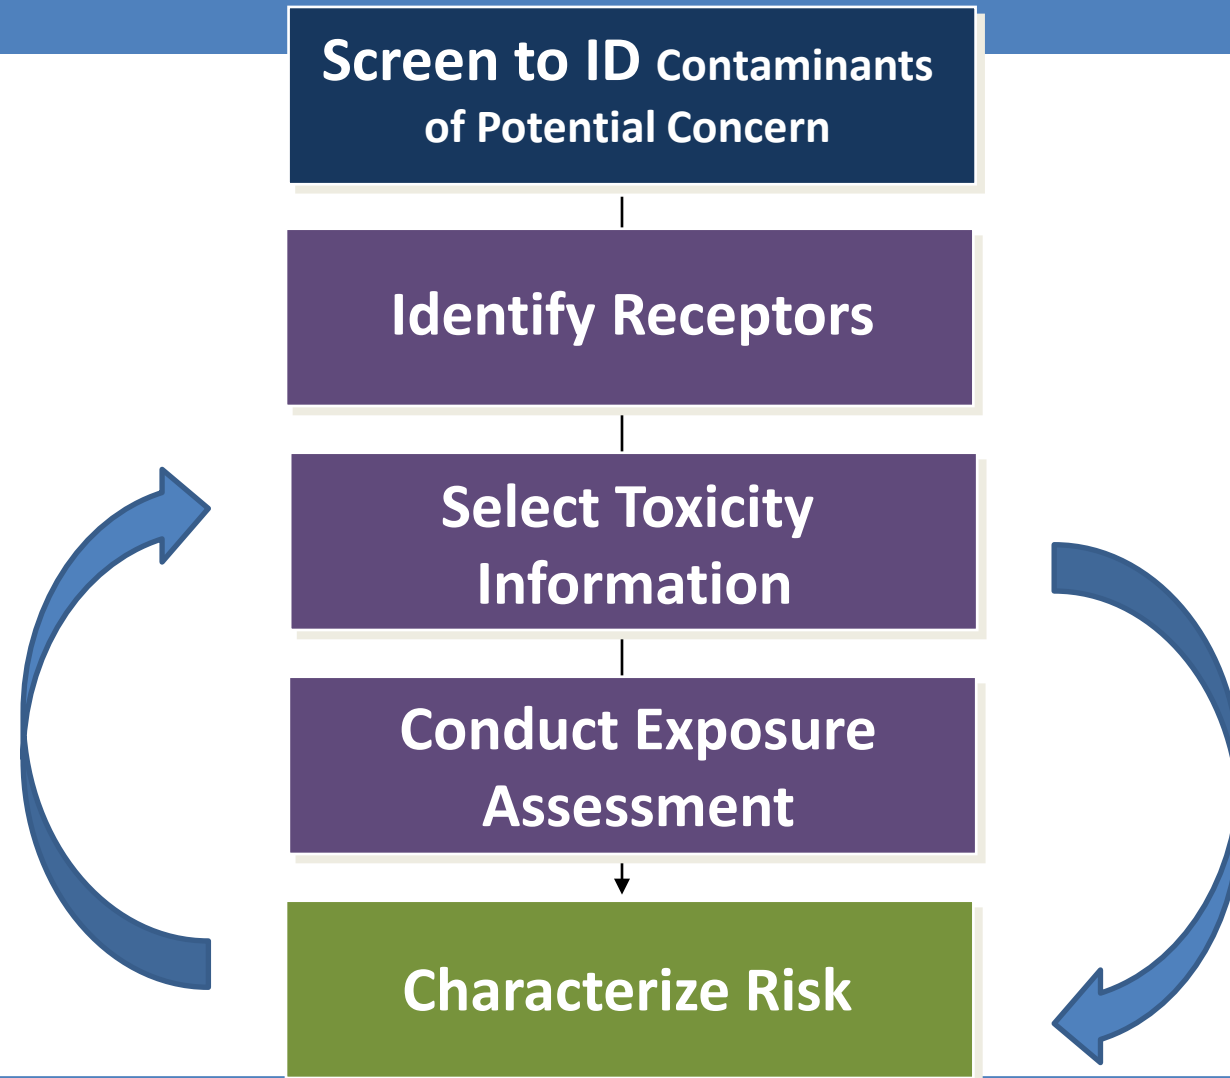 Screen to ID Contaminants
of Potential Concern
Identify Receptors
Select Toxicity
Information
Conduct Exposure
Assessment
Characterize Risk